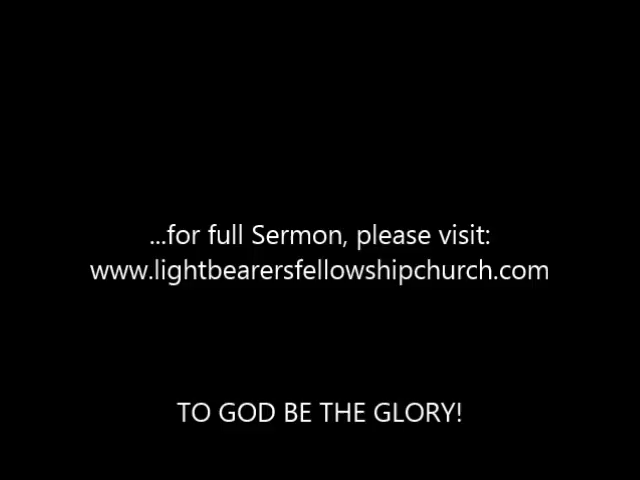 ...for full Sermon, please visit:
www.lightbearersfellowshipchurch.com
TO GOD BE THE GLORY!